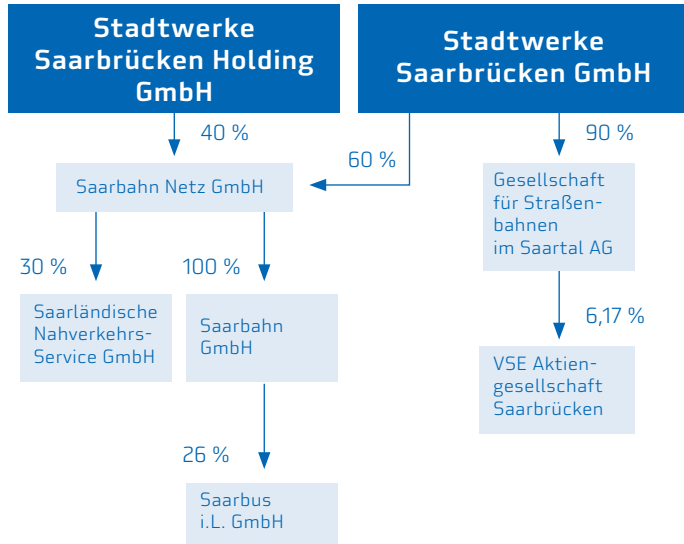 Stadtwerke
Saarbrücken Holding
GmbH
Stadtwerke
Saarbrücken GmbH
40 %
60 %
90 %
Saarbahn Netz GmbH
Gesellschaft
für Straßen-
bahnen
im Saartal AG
30 %
100 %
Saarländische
Nahverkehrs-
Service GmbH
Saarbahn
GmbH
6,17 %
VSE Aktien-
gesellschaft
Saarbrücken
26 %
Saarbus
i.L. GmbH